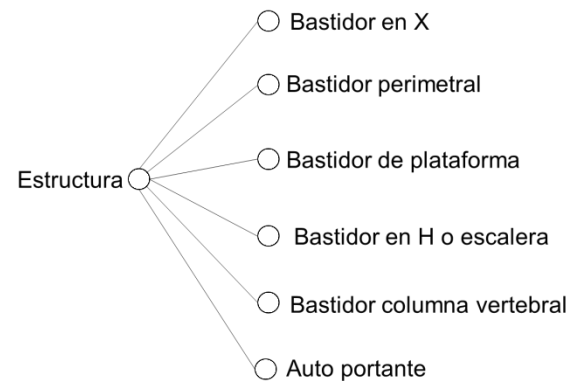 Bastidor en X
Bastidor perimetral
Bastidor de plataforma
Estructura
Bastidor en H o escalera
Bastidor columna vertebral
Auto portante